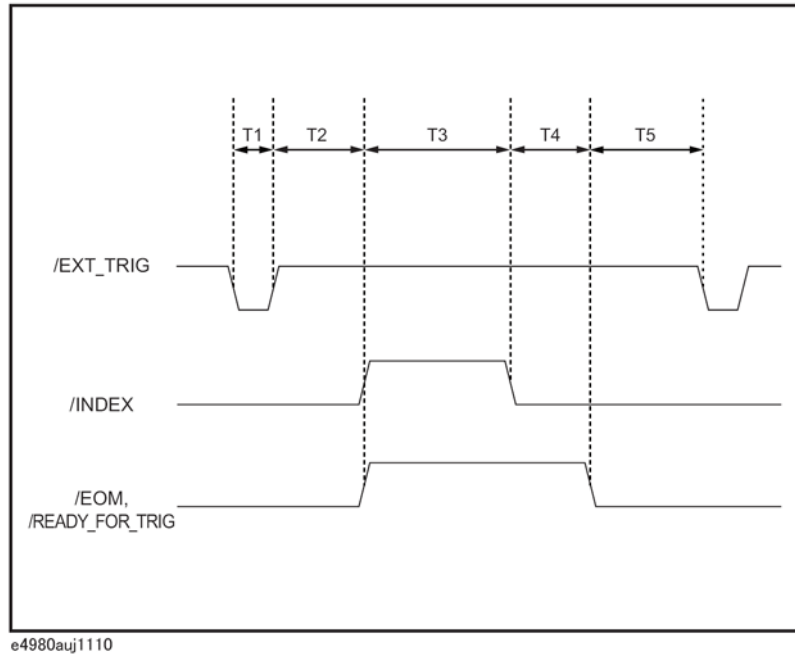 T1 T2 T3 T4 T5
/EXT_TRIG
/INDEX
/EOM,
/READY_FOR_TRIG
e4980auj1110